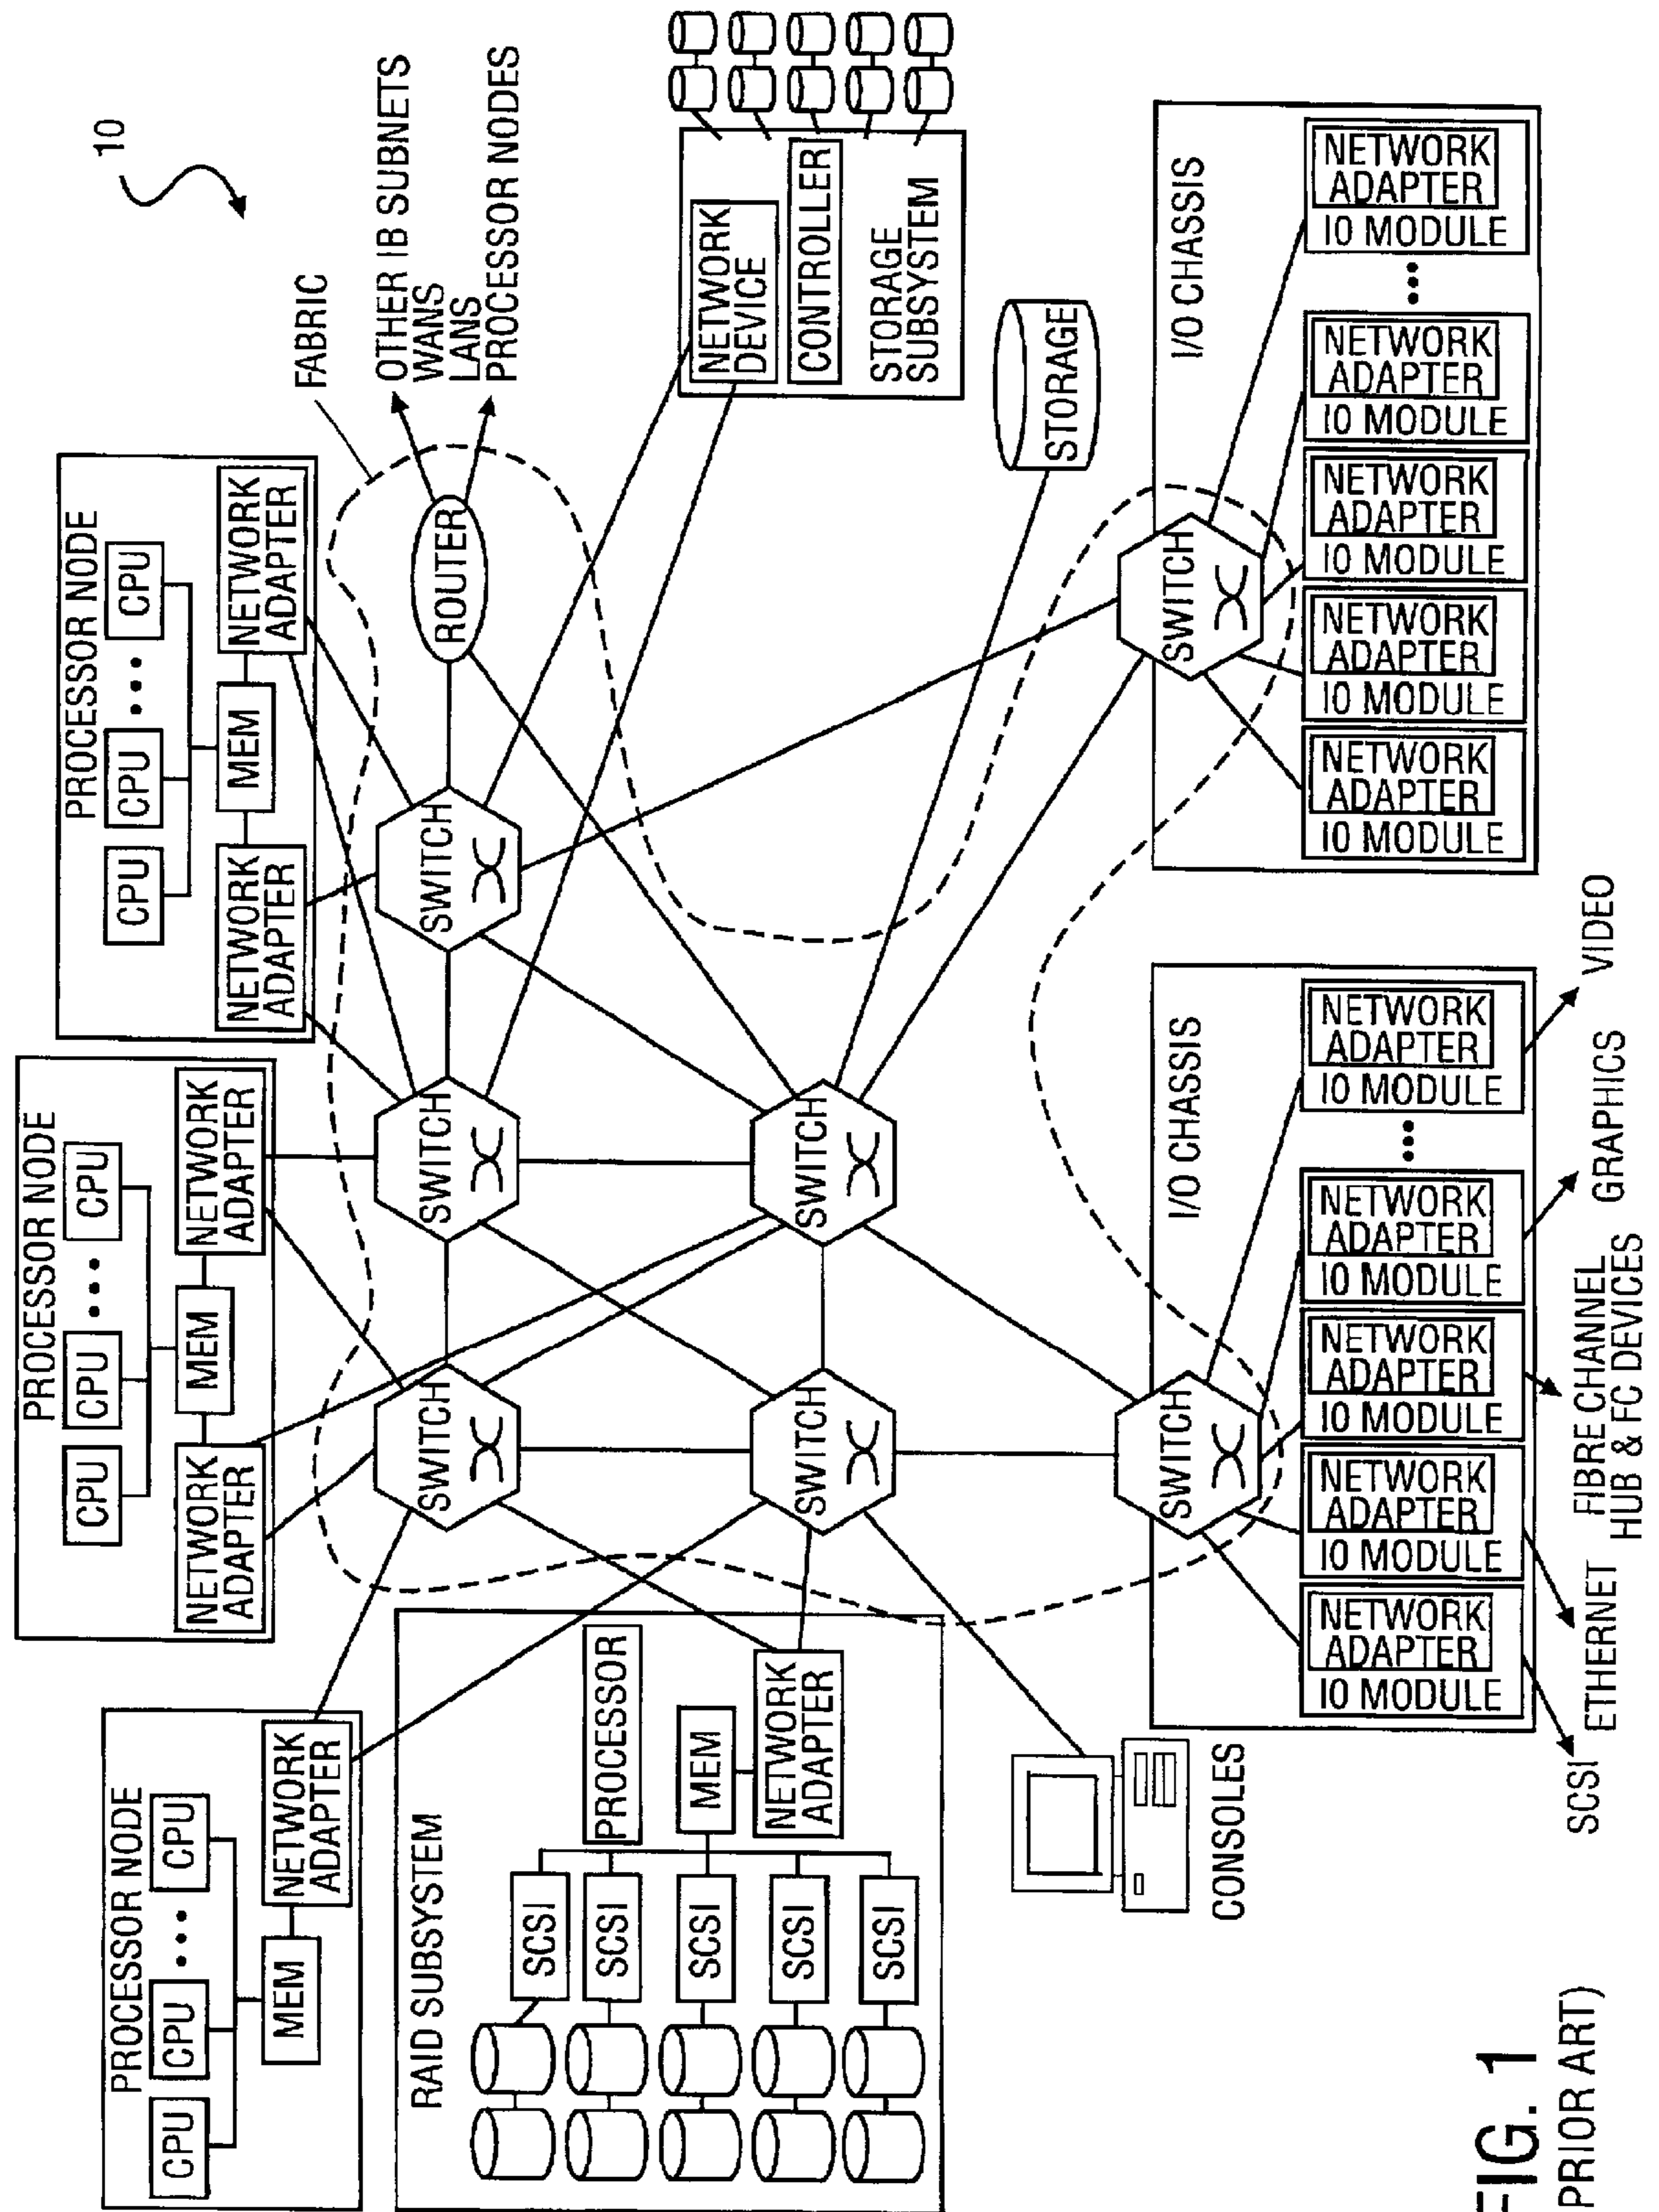 10
PROCESSOR NODE
CPU
CPU
•••
CPU
MEM
NETWORK
ADAPTER
PROCESSOR NODE
CPU
CPU
•••
CPU
NETWORK
ADAPTER
MEM
NETWORK
ADAPTER
PROCESSOR NODE
CPU
CPU
•••
CPU
NETWORK
ADAPTER
MEM
NETWORK
ADAPTER
FABRIC
OTHER IB SUBNETS
WANS
LANS
PROCESSOR NODES
RAID SUBSYSTEM
SCSI
SCSI
SCSI
SCSI
SCSI
PROCESSOR
MEM
NETWORK
ADAPTER
SWITCH
SWITCH
SWITCH
ROUTER
SWITCH
SWITCH
NETWORK
DEVICE
CONTROLLER
STORAGE
SUBSYSTEM
STORAGE
CONSOLES
I/O CHASSIS
SWITCH
NETWORK
ADAPTER
IO MODULE
NETWORK
ADAPTER
IO MODULE
NETWORK
ADAPTER
IO MODULE
NETWORK
ADAPTER
IO MODULE
•••
NETWORK
ADAPTER
IO MODULE
I/O CHASSIS
SWITCH
NETWORK
ADAPTER
IO MODULE
NETWORK
ADAPTER
IO MODULE
NETWORK
ADAPTER
IO MODULE
NETWORK
ADAPTER
IO MODULE
•••
NETWORK
ADAPTER
IO MODULE
SCSI
ETHERNET
FIBRE CHANNEL
HUB & FC DEVICES
GRAPHICS
VIDEO
FIG. 1
PRIOR ART)